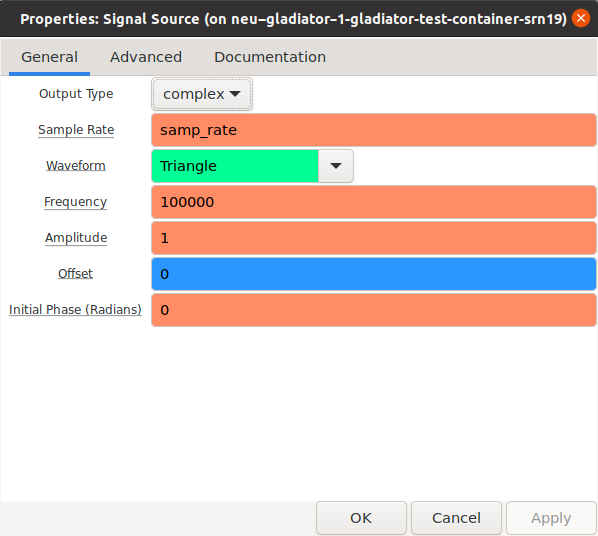 Properties: Signal Source (on neu-gladiator-1-gladiator-test-container-srn19)
General Advanced Documentation
Output Type complex
Sample Rate samp_rate
Waveform Triangle
Frequency 100000
Amplitude 1
Offset 0
Initial Phase (Radians) 0
OK Cancel Apply